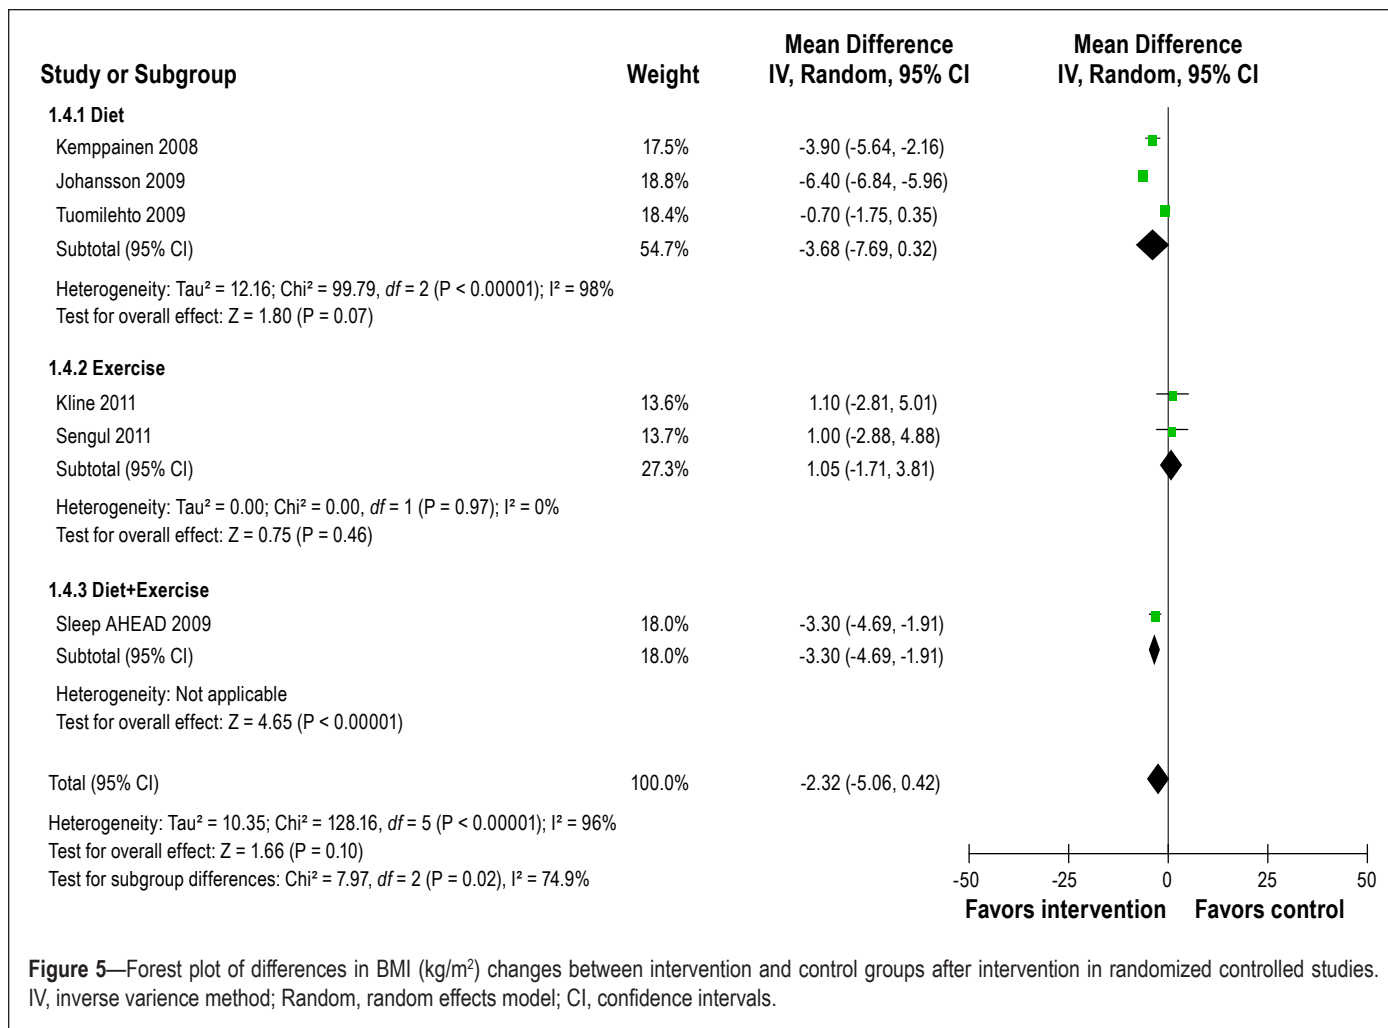 Mean Difference Mean Difference
Study or Subgroup Weight IV, Random, 95% CI IV, Random, 95% CI
1.4.1 Diet
Kemppainen 2008 17.5% -3.90 (-5.64, -2.16)
Johansson 2009 18.8% -6.40 (-6.84, -5.96)
Tuomilehto 2009 18.4% -0.70 (-1.75, 0.35)
Subtotal (95% CI) 54.7% -3.68 (-7.69, 0.32)
Heterogeneity: Tau² = 12.16; Chi² = 99.79, df = 2 (P < 0.00001); I² = 98%
Test for overall effect: Z = 1.80 (P = 0.07)
1.4.2 Exercise
Kline 2011 13.6% 1.10 (-2.81, 5.01)
Sengul 2011 13.7% 1.00 (-2.88, 4.88)
Subtotal (95% CI) 27.3% 1.05 (-1.71, 3.81)
Heterogeneity: Tau² = 0.00; Chi² = 0.00, df = 1 (P = 0.97); I² = 0%
Test for overall effect: Z = 0.75 (P = 0.46)
1.4.3 Diet+Exercise
Sleep AHEAD 2009 18.0% -3.30 (-4.69, -1.91)
Subtotal (95% CI) 18.0% -3.30 (-4.69, -1.91)
Heterogeneity: Not applicable
Test for overall effect: Z = 4.65 (P < 0.00001)
Total (95% CI) 100.0% -2.32 (-5.06, 0.42)
Heterogeneity: Tau² = 10.35; Chi² = 128.16, df = 5 (P < 0.00001); I² = 96%
Test for overall effect: Z = 1.66 (P = 0.10)
Test for subgroup differences: Chi² = 7.97, df = 2 (P = 0.02), I² = 74.9%
-50 -25 0 25 50
Favors intervention Favors control
Figure 5—Forest plot of differences in BMI (kg/m²) changes between intervention and control groups after intervention in randomized controlled studies.
IV, inverse varience method; Random, random effects model; CI, confidence intervals.